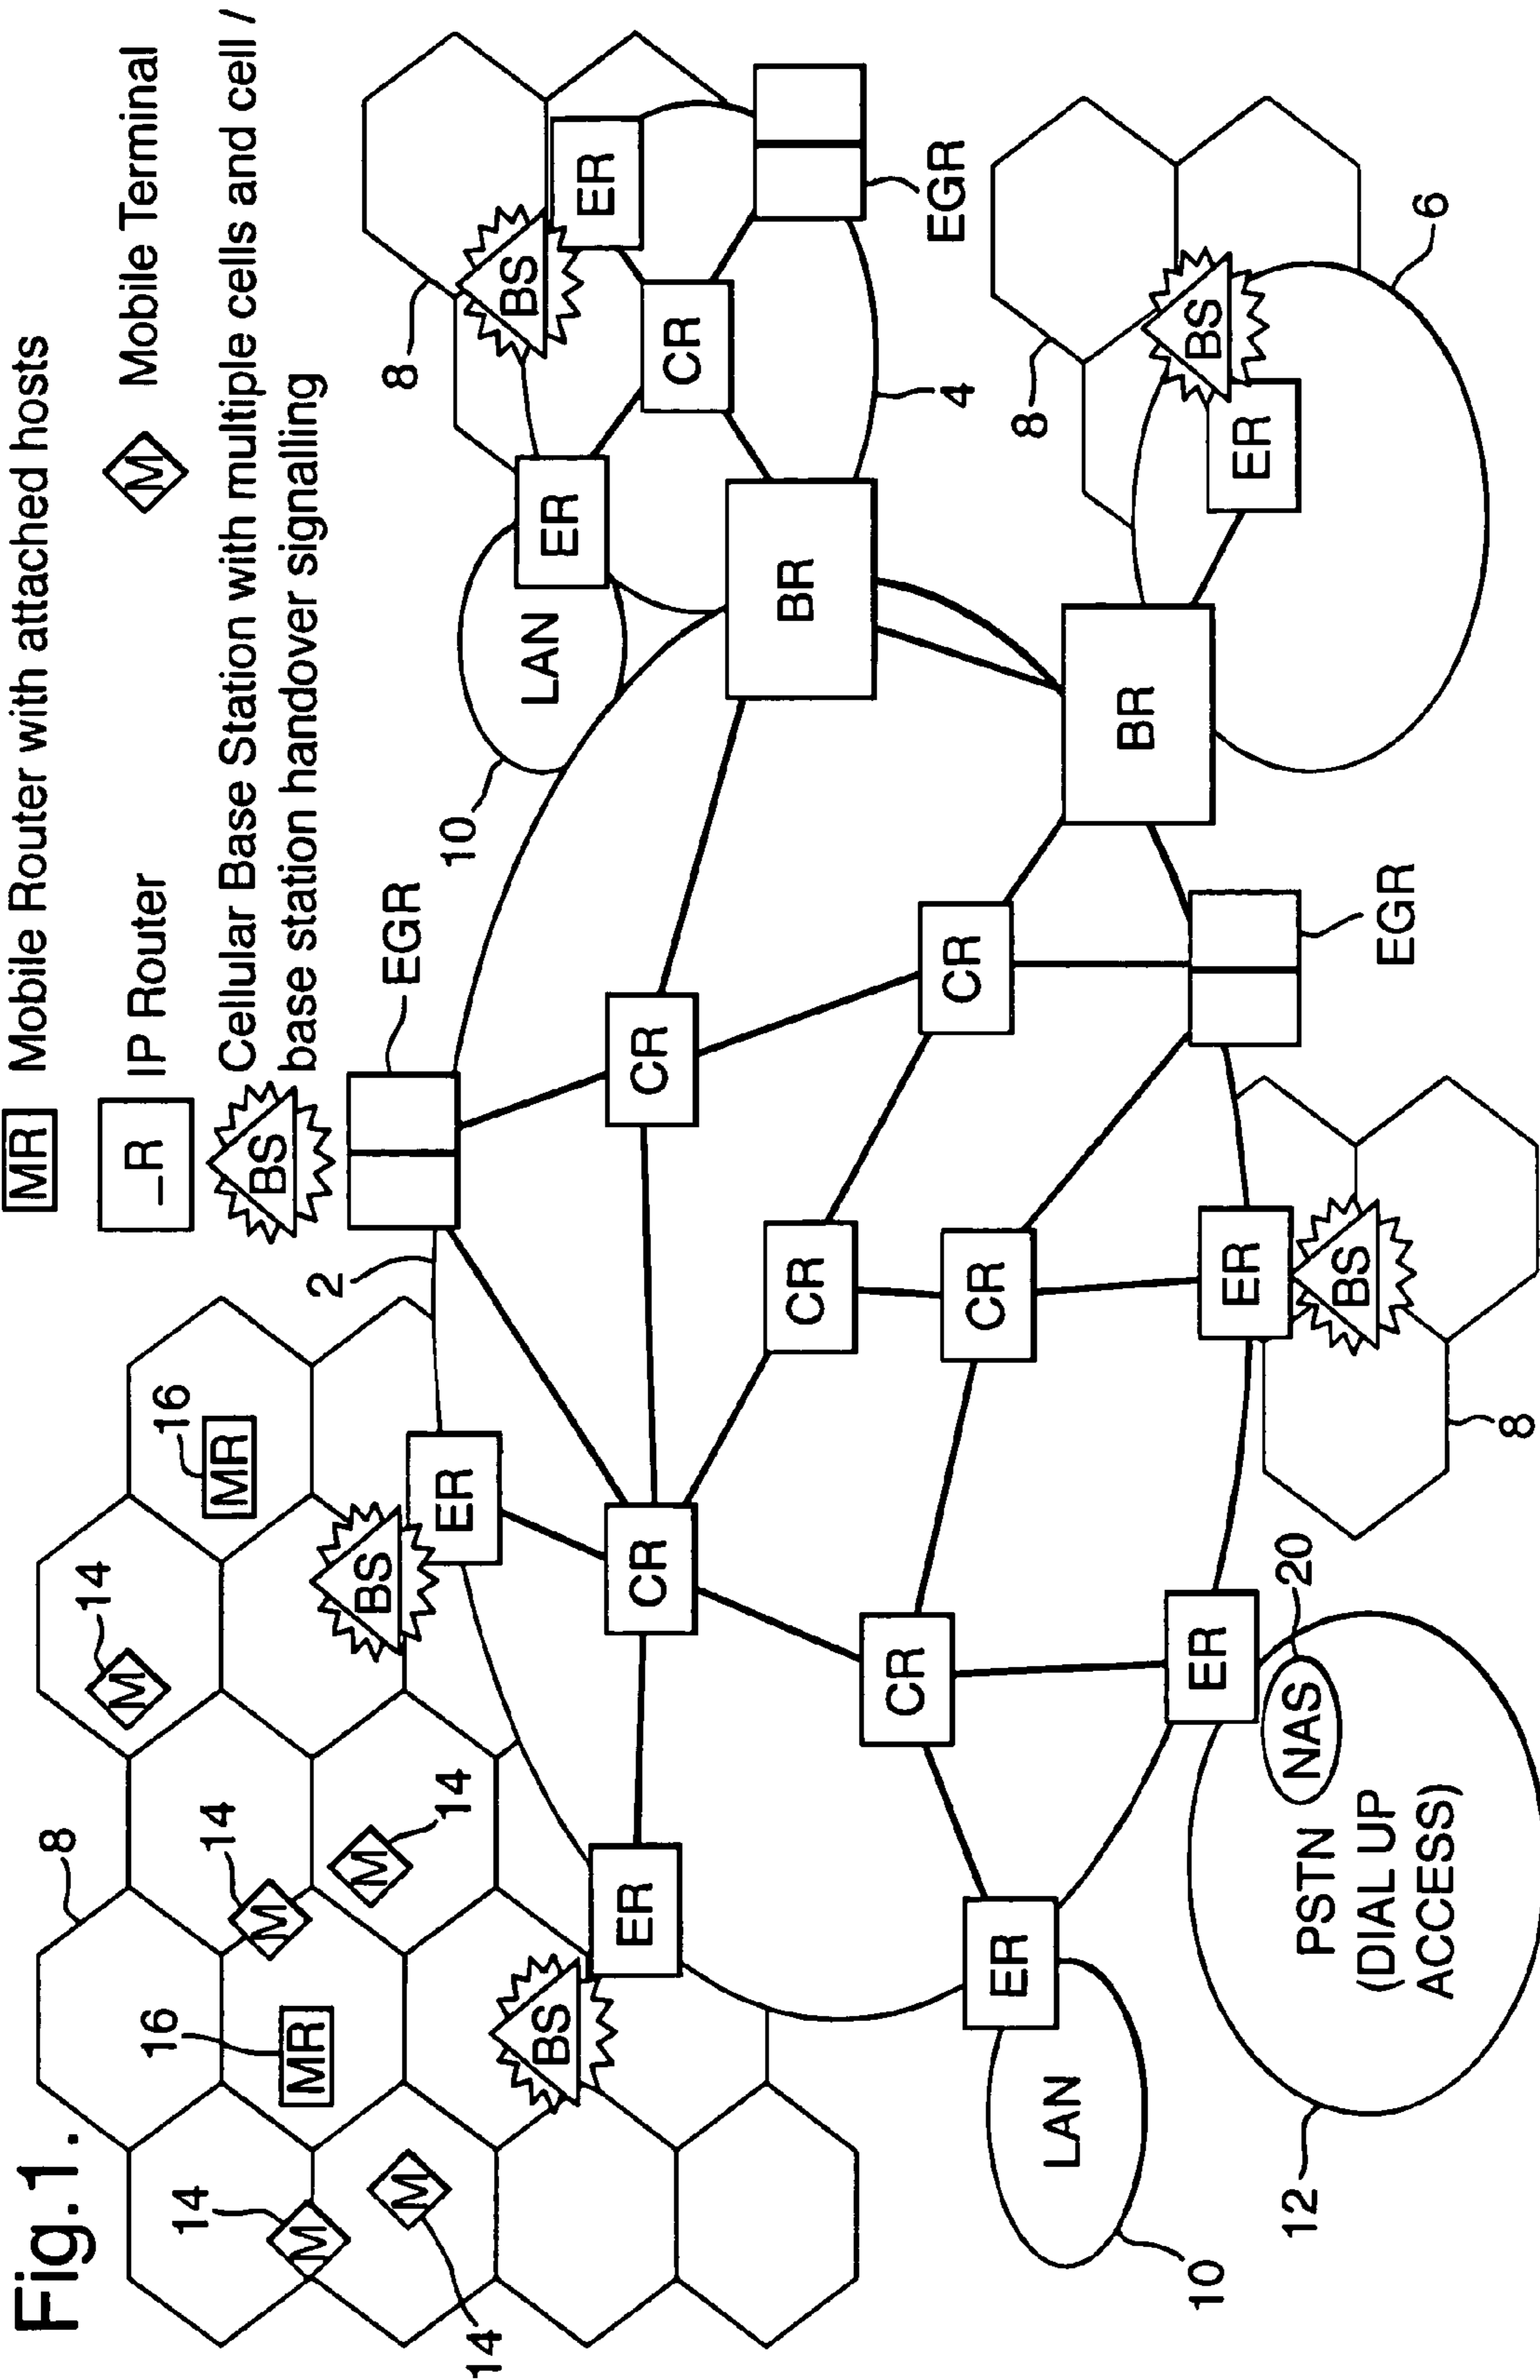 Fig.1.
MR Mobile Router with attached hosts
_R IP Router
M Mobile Terminal
BS Cellular Base Station with multiple cells and cell /
base station handover signalling
8
14
M
16
16
14
14
MR
M
MR
M
2
M
BS
8
EGR
M
14
ER
10
14
BS
LAN
BS
ER
ER
ER
CR
CR
CR
BR
CR
CR
EGR
4
CR
CR
ER
8
LAN
BR
10
BS
ER
ER
ER
20
NAS
12
PSTN
(DIAL UP
ACCESS)
BS
EGR
6
8